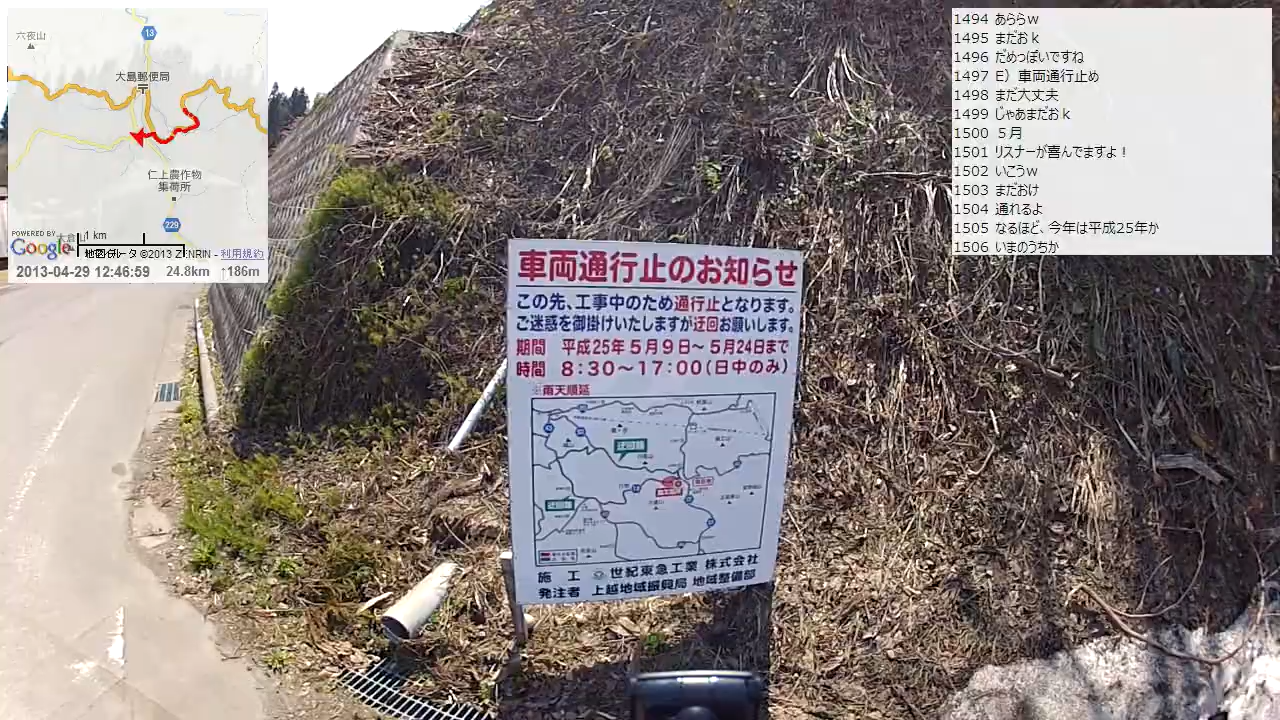 六夜山
13
大島郵便局
仁上農作物
集荷所
229
POWERED BY
Google
1 km
©2013 ZENRIN - 利用規約
2013-04-29 12:46:59 24.8km ↑186m
1494 あららｗ
1495 まだおｋ
1496 だめっぽいですね
1497 E）車両通行止め
1498 まだ大丈夫
1499 じゃあまだおｋ
1500 ５月
1501 リスナーが喜んでますよ！
1502 いこうｗ
1503 まだおけ
1504 通れるよ
1505 なるほど、今年は平成25年か
1506 いまのうちか
車両通行止のお知らせ
この先、工事中のため通行止となります。
ご迷惑を御掛けいたしますが迂回お願いします。
期間 平成25年５月９日～５月24日まで
時間 ８:３０～１７:００(日中のみ)
※雨天順延
迂回路
迂回路
施 工 世紀東急工業 株式会社
発注者 上越地域振興局 地域整備部